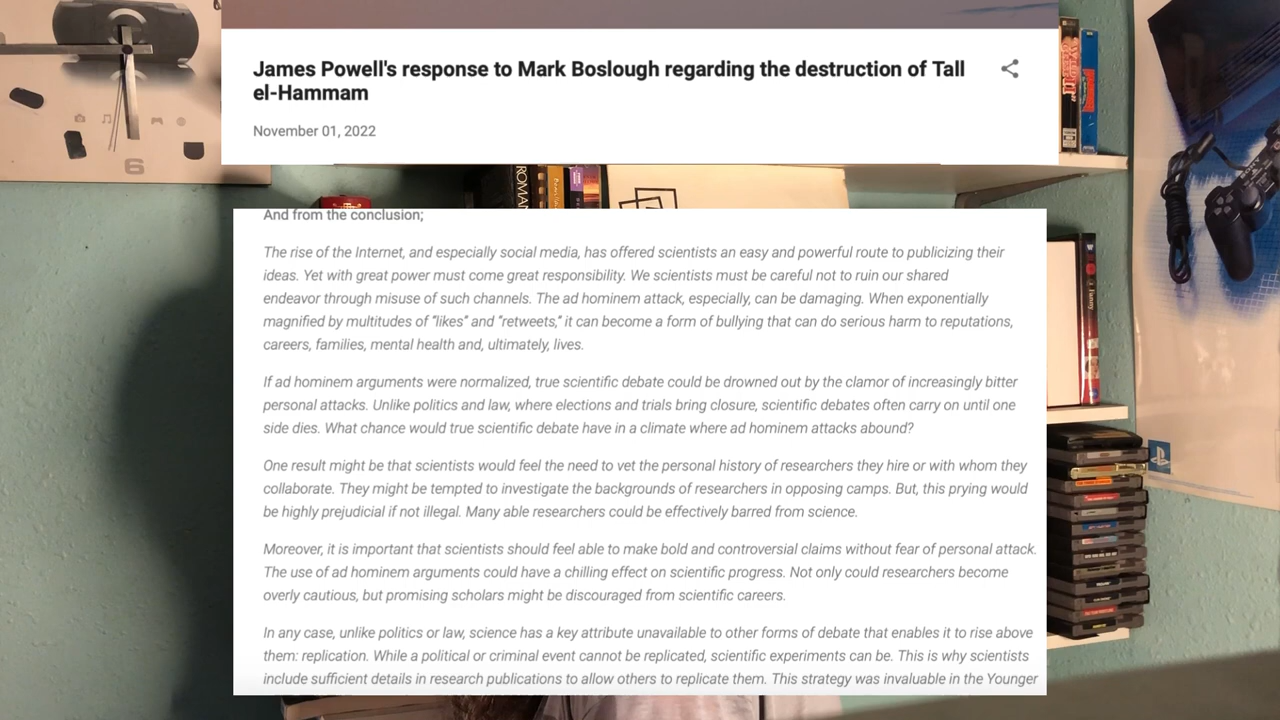 James Powell's response to Mark Boslough regarding the destruction of Tall
el-Hammam
November 01, 2022
6
ROMAN
And from the conclusion;
The rise of the Internet, and especially social media, has offered scientists an easy and powerful route to publicizing their
ideas. Yet with great power must come great responsibility. We scientists must be careful not to ruin our shared
endeavor through misuse of such channels. The ad hominem attack, especially, can be damaging. When exponentially
magnified by multitudes of “likes” and “retweets,” it can become a form of bullying that can do serious harm to reputations,
careers, families, mental health and, ultimately, lives.
If ad hominem arguments were normalized, true scientific debate could be drowned out by the clamor of increasingly bitter
personal attacks. Unlike politics and law, where elections and trials bring closure, scientific debates often carry on until one
side dies. What chance would true scientific debate have in a climate where ad hominem attacks abound?
One result might be that scientists would feel the need to vet the personal history of researchers they hire or with whom they
collaborate. They might be tempted to investigate the backgrounds of researchers in opposing camps. But, this prying would
be highly prejudicial if not illegal. Many able researchers could be effectively barred from science.
Moreover, it is important that scientists should feel able to make bold and controversial claims without fear of personal attack.
The use of ad hominem arguments could have a chilling effect on scientific progress. Not only could researchers become
overly cautious, but promising scholars might be discouraged from scientific careers.
In any case, unlike politics or law, science has a key attribute unavailable to other forms of debate that enables it to rise above
them: replication. While a political or criminal event cannot be replicated, scientific experiments can be. This is why scientists
include sufficient details in research publications to allow others to replicate them. This strategy was invaluable in the Younger